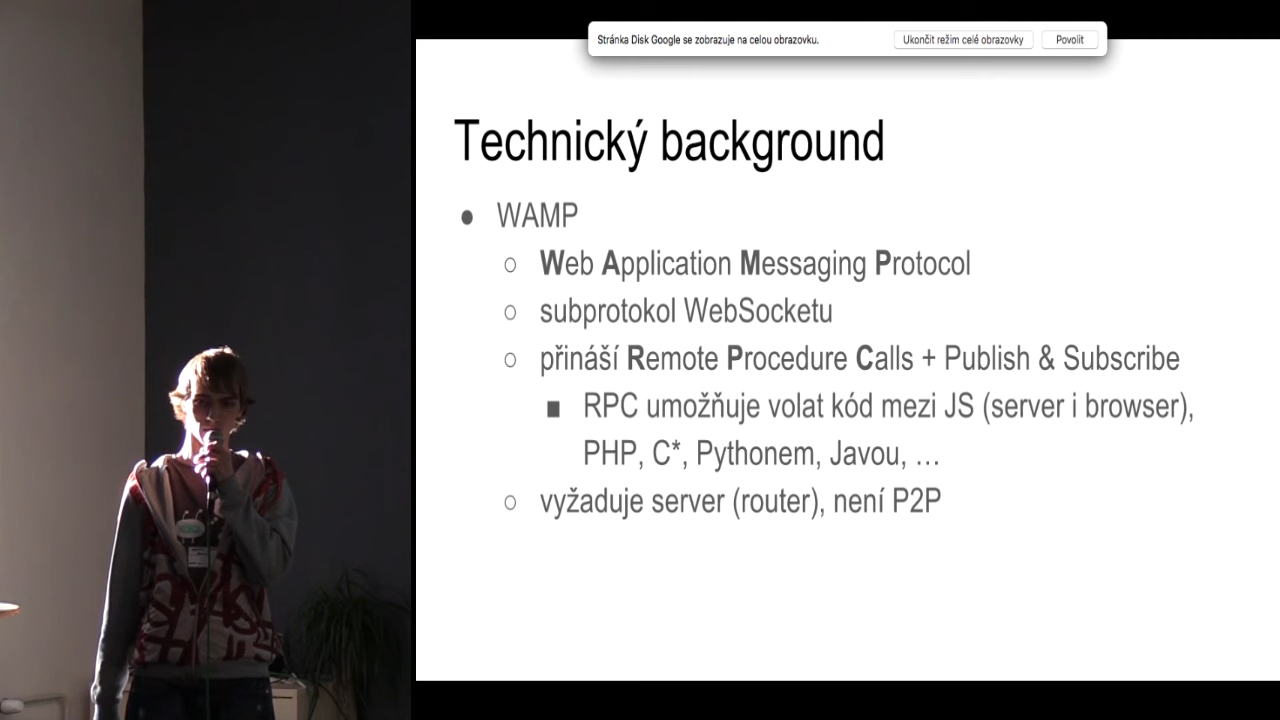 Stránka Disk Google se zobrazuje na celou obrazovku. Ukončit režim celé obrazovky Povolit
Technický background
● WAMP
○ Web Application Messaging Protocol
○ subprotokol WebSocketu
○ přináší Remote Procedure Calls + Publish & Subscribe
■ RPC umožňuje volat kód mezi JS (server i browser),
PHP, C*, Pythonem, Javou, …
○ vyžaduje server (router), není P2P